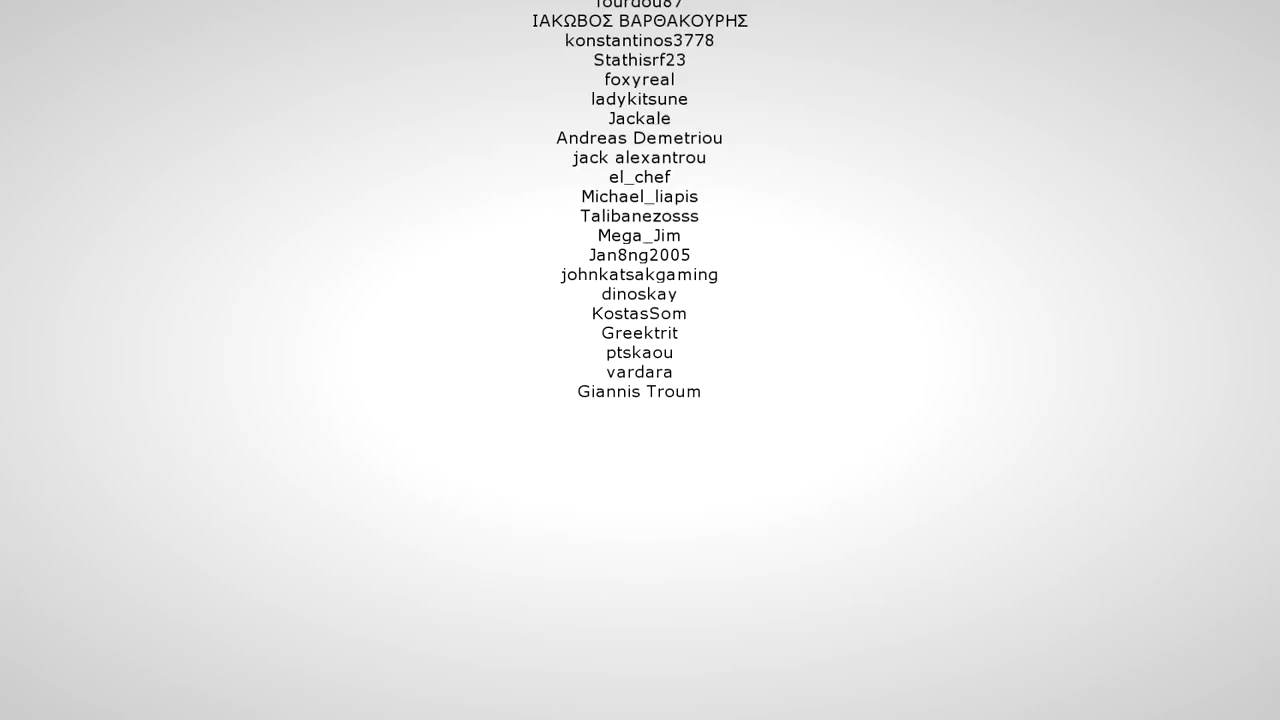 ΙΑΚΩΒΟΣ ΒΑΡΘΑΚΟΥΡΗΣ
konstantinos3778
Stathisrf23
foxyreal
ladykitsune
Jackale
Andreas Demetriou
jack alexantrou
el_chef
Michael_liapis
Talibanezosss
Mega_Jim
Jan8ng2005
johnkatsakgaming
dinoskay
KostasSom
Greektrit
ptskaou
vardara
Giannis Troum